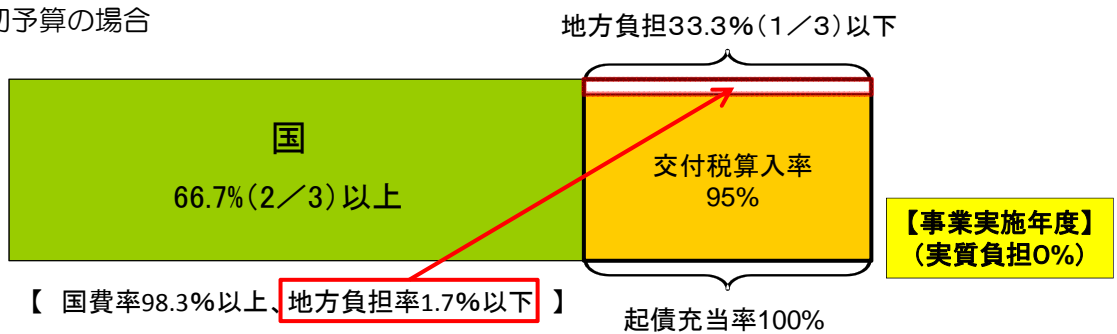 予算の場合
地方負担33.3%(1/3)以下
国
66.7%(2/3)以上
交付税算入率
95%
【事業実施年度】
(実質負担0%)
【 国費率98.3%以上、地方負担率1.7%以下 】
起債充当率100%